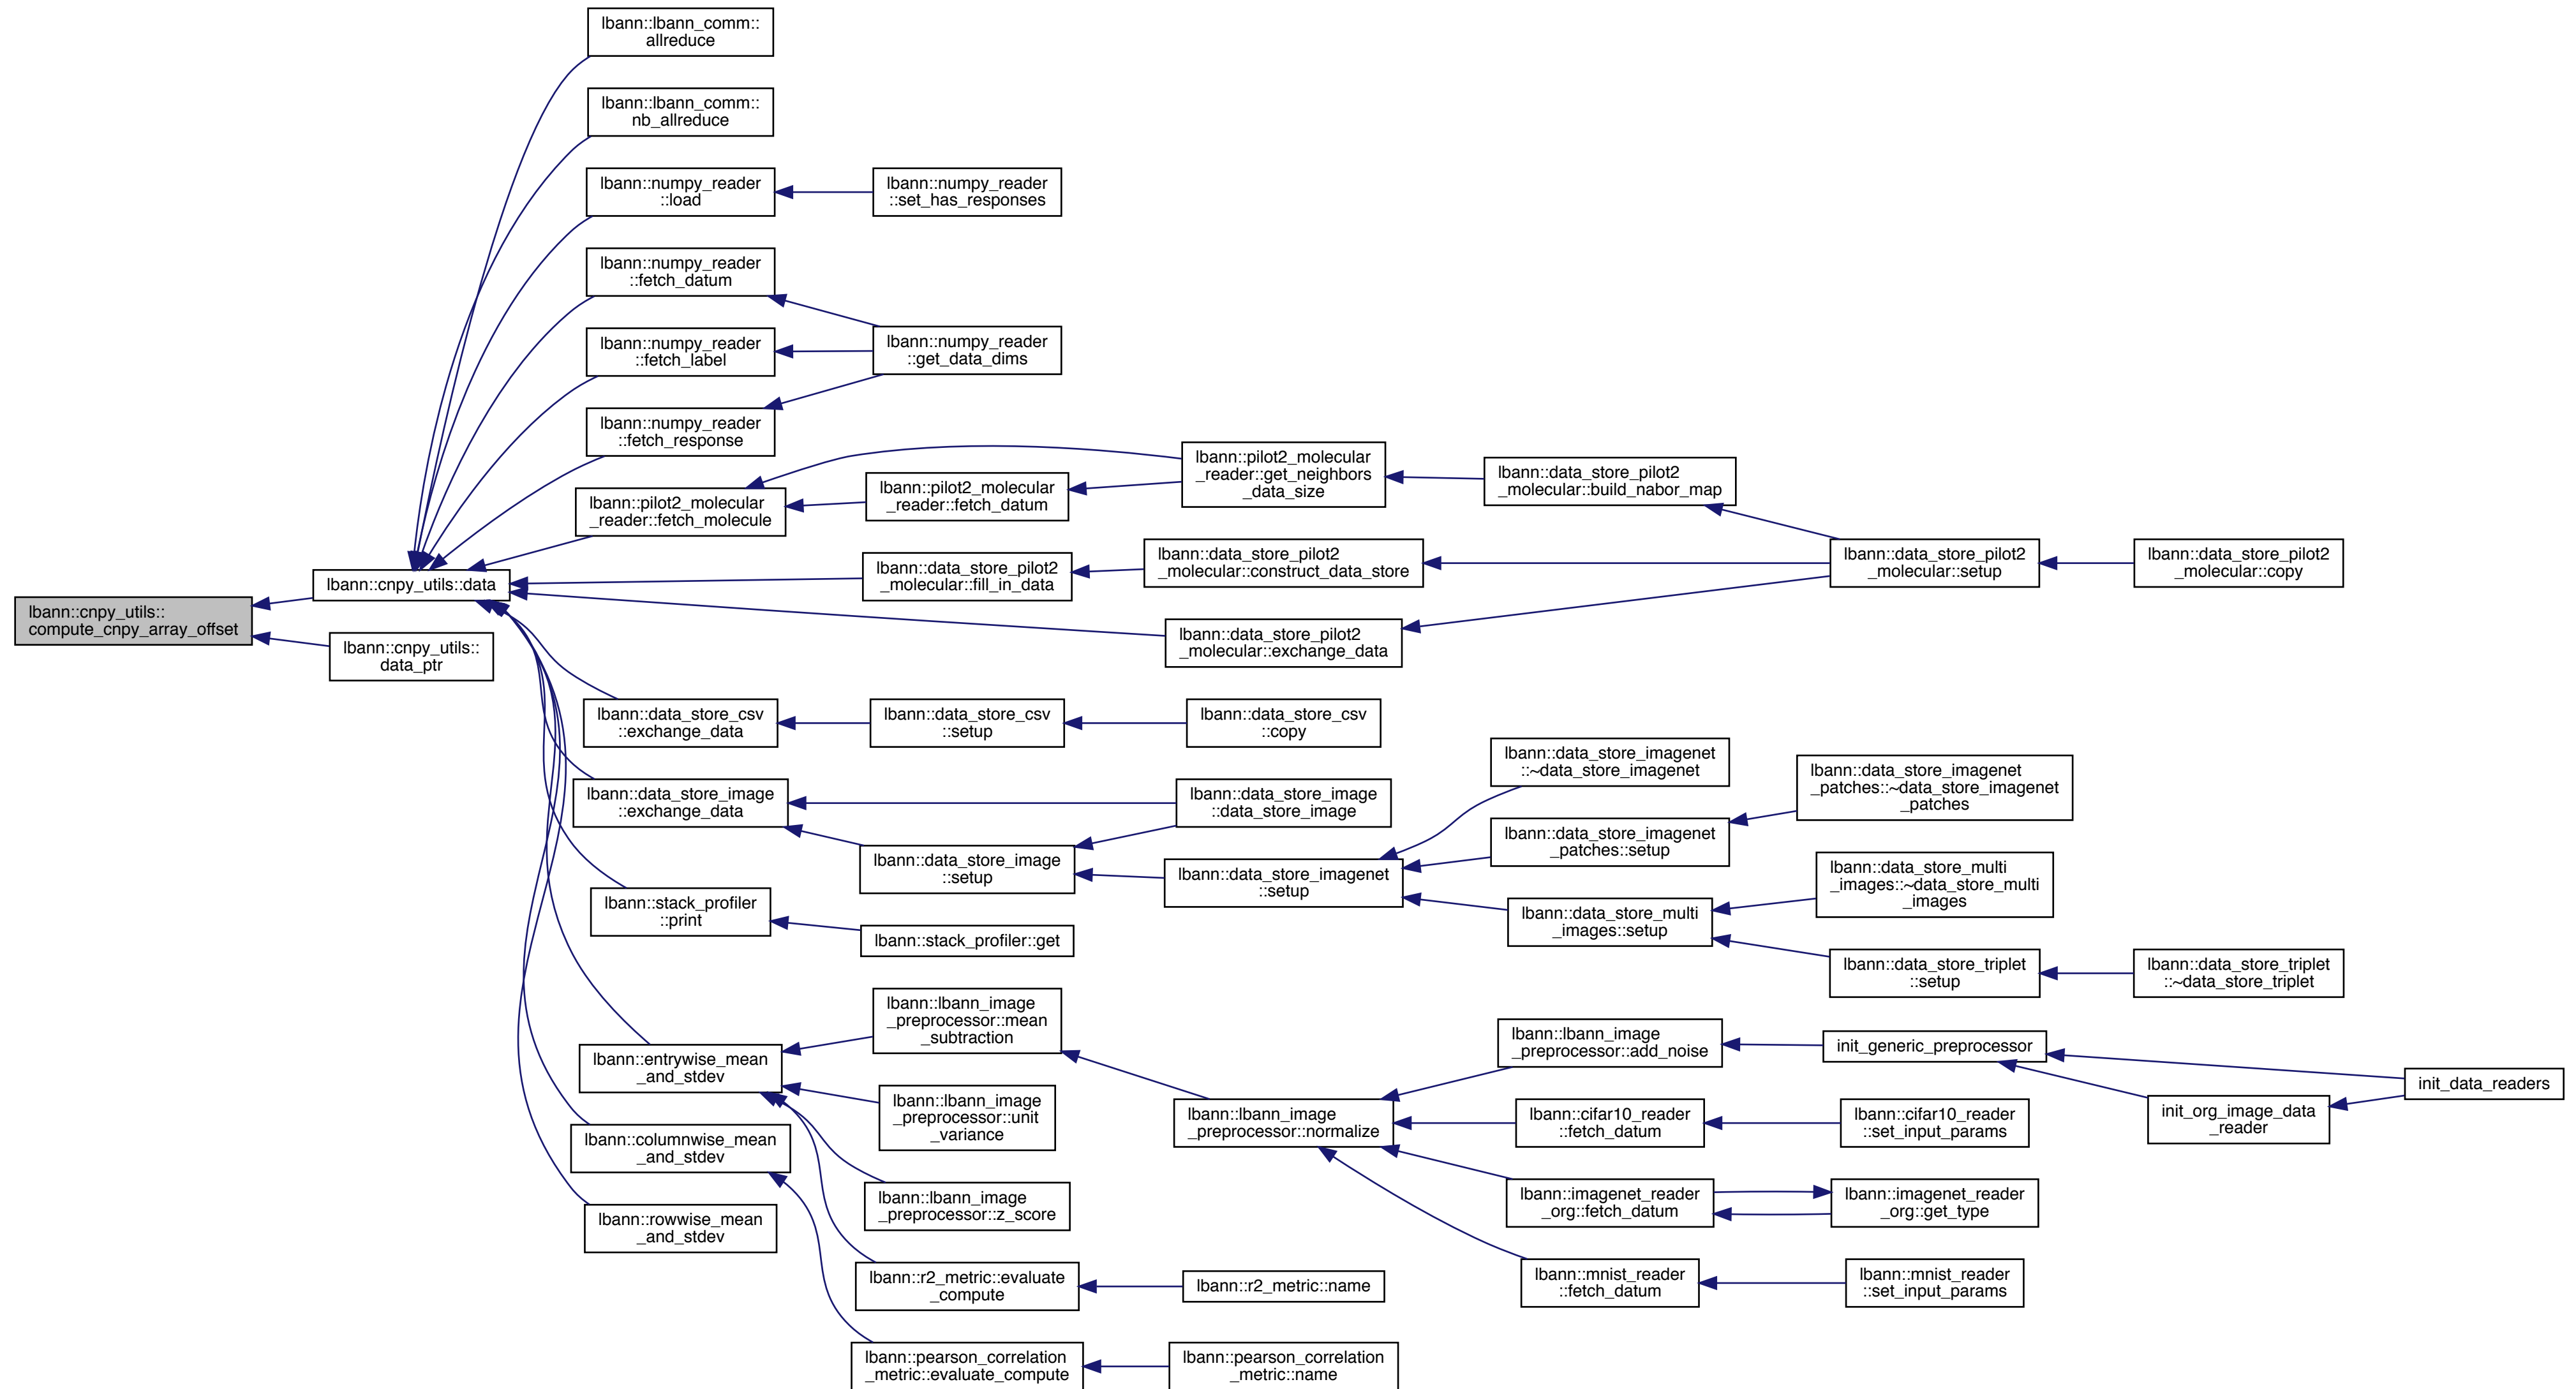 lbann::lbann_comm::
allreduce
lbann::lbann_comm::
nb_allreduce
lbann::numpy_reader
::load
lbann::numpy_reader
::set_has_responses
lbann::numpy_reader
::fetch_datum
lbann::numpy_reader
::fetch_label
lbann::numpy_reader
::get_data_dims
lbann::numpy_reader
::fetch_response
lbann::pilot2_molecular
_reader::fetch_molecule
lbann::pilot2_molecular
_reader::fetch_datum
lbann::pilot2_molecular
_reader::get_neighbors
_data_size
lbann::data_store_pilot2
_molecular::build_nabor_map
lbann::cnpy_utils::data
lbann::data_store_pilot2
_molecular::fill_in_data
lbann::data_store_pilot2
_molecular::construct_data_store
lbann::data_store_pilot2
_molecular::setup
lbann::data_store_pilot2
_molecular::copy
lbann::cnpy_utils::
compute_cnpy_array_offset
lbann::cnpy_utils::
data_ptr
lbann::data_store_pilot2
_molecular::exchange_data
lbann::data_store_csv
::exchange_data
lbann::data_store_csv
::setup
lbann::data_store_csv
::copy
lbann::data_store_image
::exchange_data
lbann::data_store_image
::data_store_image
lbann::data_store_imagenet
::~data_store_imagenet
lbann::data_store_imagenet
_patches::~data_store_imagenet
_patches
lbann::data_store_image
::setup
lbann::data_store_imagenet
::setup
lbann::data_store_imagenet
_patches::setup
lbann::data_store_multi
_images::~data_store_multi
_images
lbann::stack_profiler
::print
lbann::stack_profiler::get
lbann::data_store_multi
_images::setup
lbann::data_store_triplet
::setup
lbann::data_store_triplet
::~data_store_triplet
lbann::entrywise_mean
_and_stdev
lbann::lbann_image
_preprocessor::mean
_subtraction
lbann::lbann_image
_preprocessor::add_noise
init_generic_preprocessor
init_data_readers
lbann::lbann_image
_preprocessor::unit
_variance
lbann::lbann_image
_preprocessor::normalize
lbann::cifar10_reader
::fetch_datum
lbann::cifar10_reader
::set_input_params
init_org_image_data
_reader
lbann::columnwise_mean
_and_stdev
lbann::lbann_image
_preprocessor::z_score
lbann::imagenet_reader
_org::fetch_datum
lbann::imagenet_reader
_org::get_type
lbann::rowwise_mean
_and_stdev
lbann::r2_metric::evaluate
_compute
lbann::r2_metric::name
lbann::mnist_reader
::fetch_datum
lbann::mnist_reader
::set_input_params
lbann::pearson_correlation
_metric::evaluate_compute
lbann::pearson_correlation
_metric::name